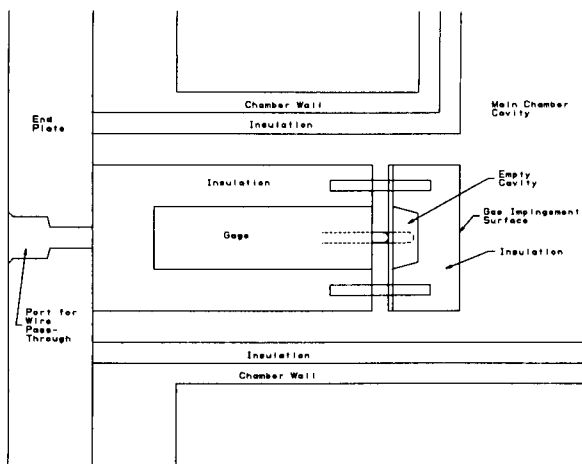 Chamber Wall
Main Chamber
Cavity
End
Plate
Insulation
Insulation
Empty
Cavity
Gage
Gas Impingement
Surface
Insulation
Port for
Wire
Pass-
Through
Insulation
Chamber Wall